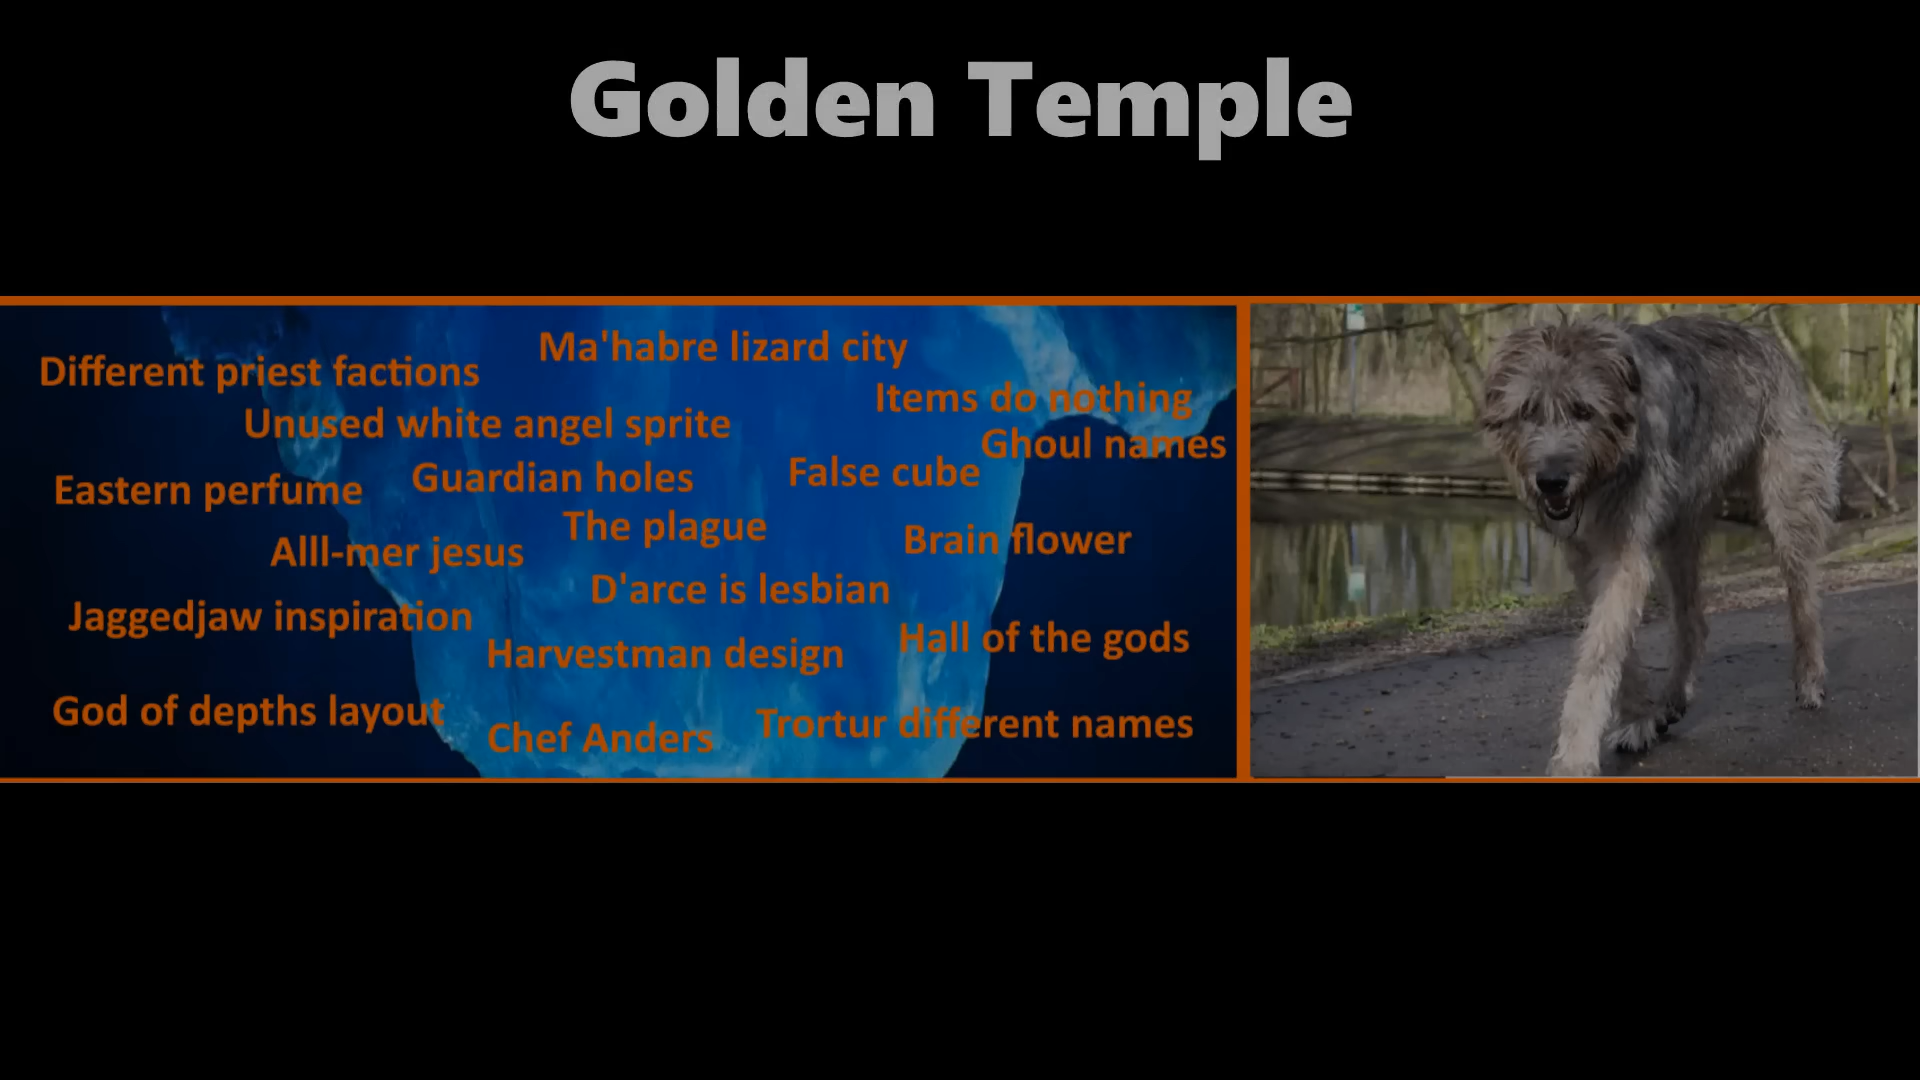 Golden Temple
Ma'habre lizard city
Different priest factions
Items do nothing
Unused white angel sprite
Ghoul names
False cube
Guardian holes
Eastern perfume
The plague
Brain flower
Alll-mer jesus
D'arce is lesbian
Jaggedjaw inspiration
Hall of the gods
Harvestman design
God of depths layout
Trortur different names
Chef Anders